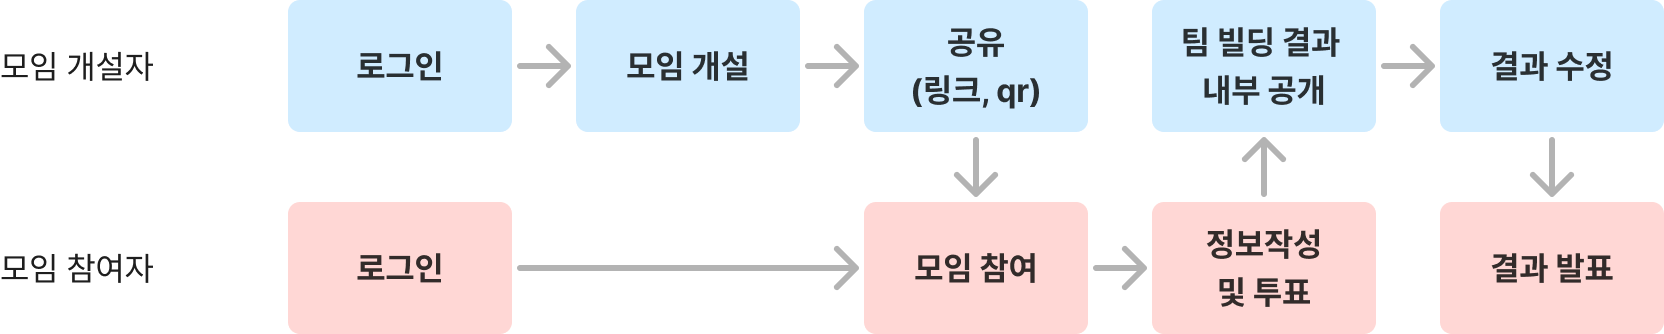 모임 개설자
로그인
모임 개설
공유
(링크, qr)
팀 빌딩 결과
내부 공개
결과 수정
모임 참여자
로그인
모임 참여
정보작성
및 투표
결과 발표